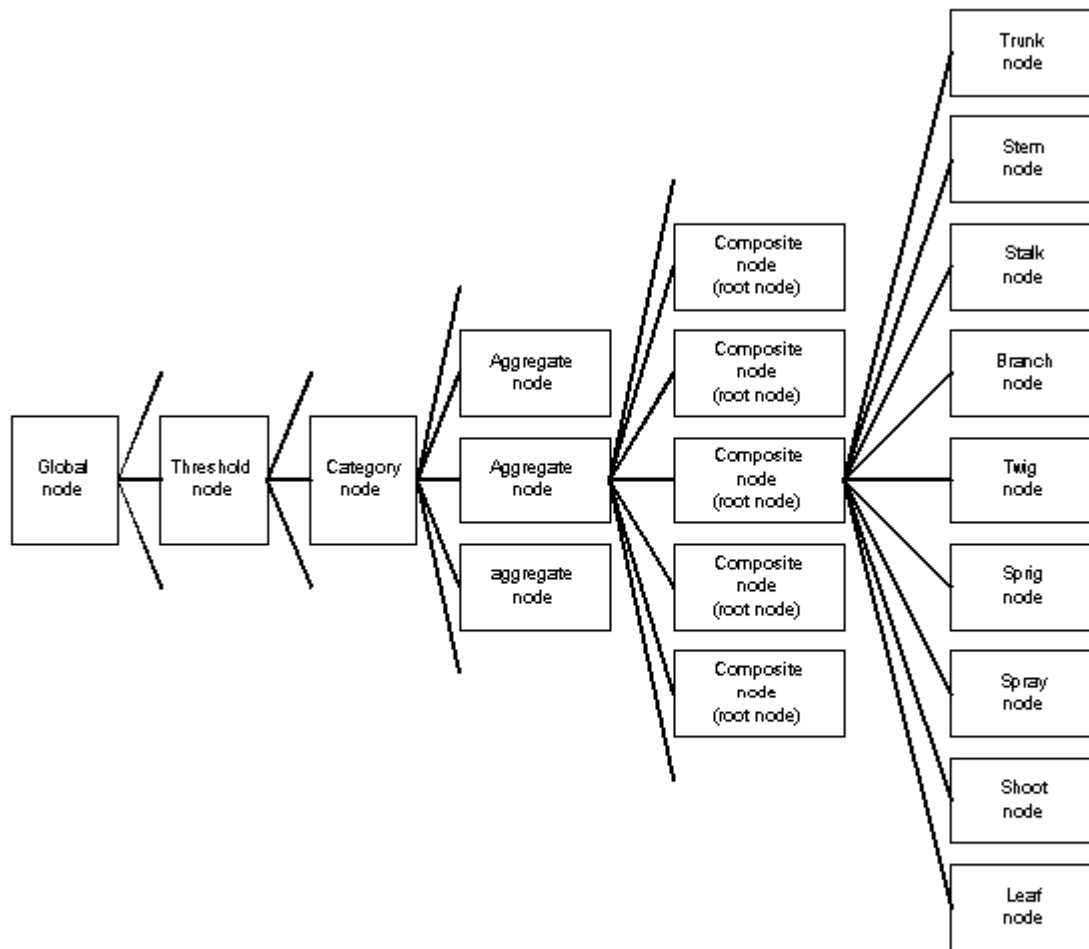 Global
node
Threshold
node
Category
node
Aggregate
node
Aggregate
node
aggregate
node
Composite
node
(root node)
Composite
node
(root node)
Composite
node
(root node)
Composite
node
(root node)
Composite
node
(root node)
Trunk
node
Stem
node
Stalk
node
Branch
node
Twig
node
Sprig
node
Spray
node
Shoot
node
Leaf
node